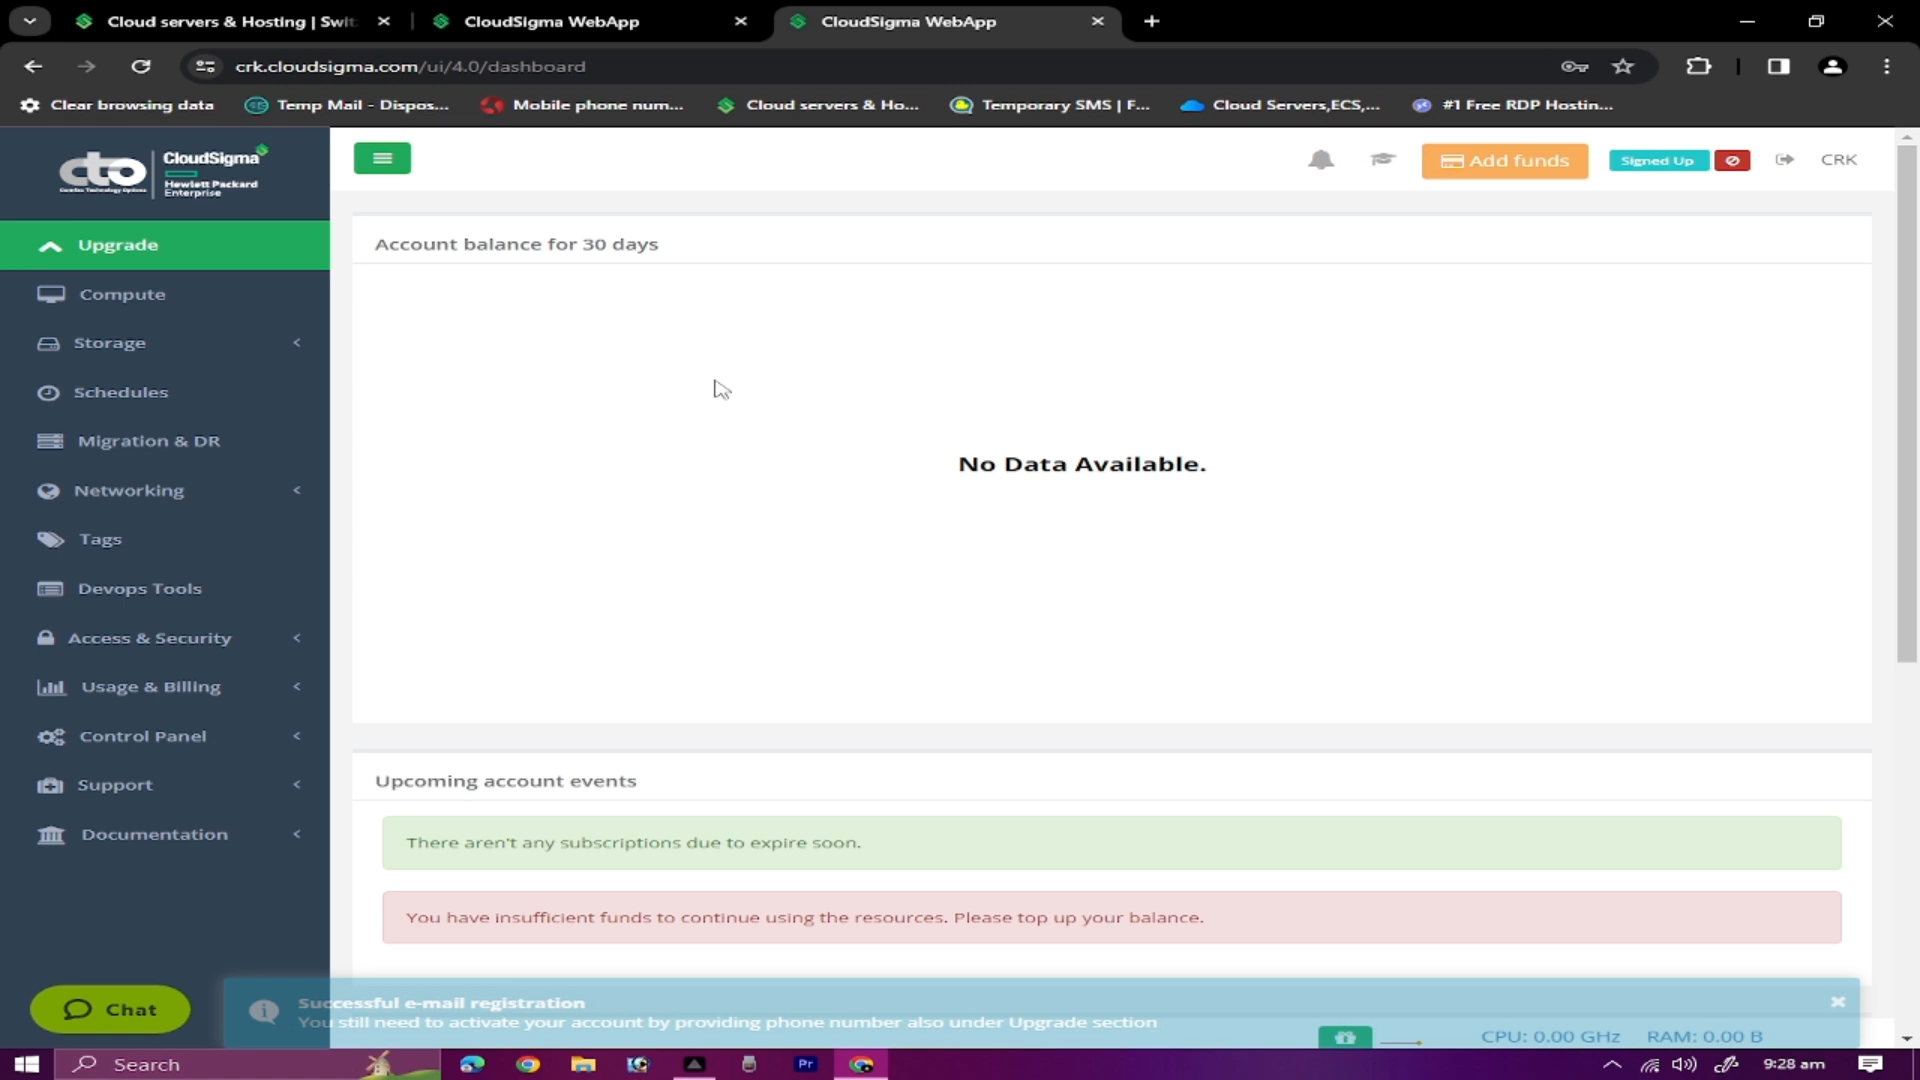 Cloud servers & Hosting | Swit
CloudSigma WebApp
CloudSigma WebApp
crk.cloudsigma.com/ui/4.0/dashboard
Clear browsing data
Temp Mail - Dispos...
Mobile phone num...
Cloud servers & Ho...
Temporary SMS | F...
Cloud Servers,ECS,...
#1 Free RDP Hostin...
cto
CloudSigma
Hewlett Packard
Enterprise
Add funds
Signed Up
CRK
Upgrade
Compute
Storage
Schedules
Migration & DR
Networking
Tags
Devops Tools
Access & Security
Usage & Billing
Control Panel
Support
Documentation
Account balance for 30 days
No Data Available.
Upcoming account events
There aren't any subscriptions due to expire soon.
You have insufficient funds to continue using the resources. Please top up your balance.
Chat
Successful e-mail registration
You still need to activate your account by providing phone number also under Upgrade section
CPU: 0.00 GHz
RAM: 0.00 B
Search
Pr
9:28 am